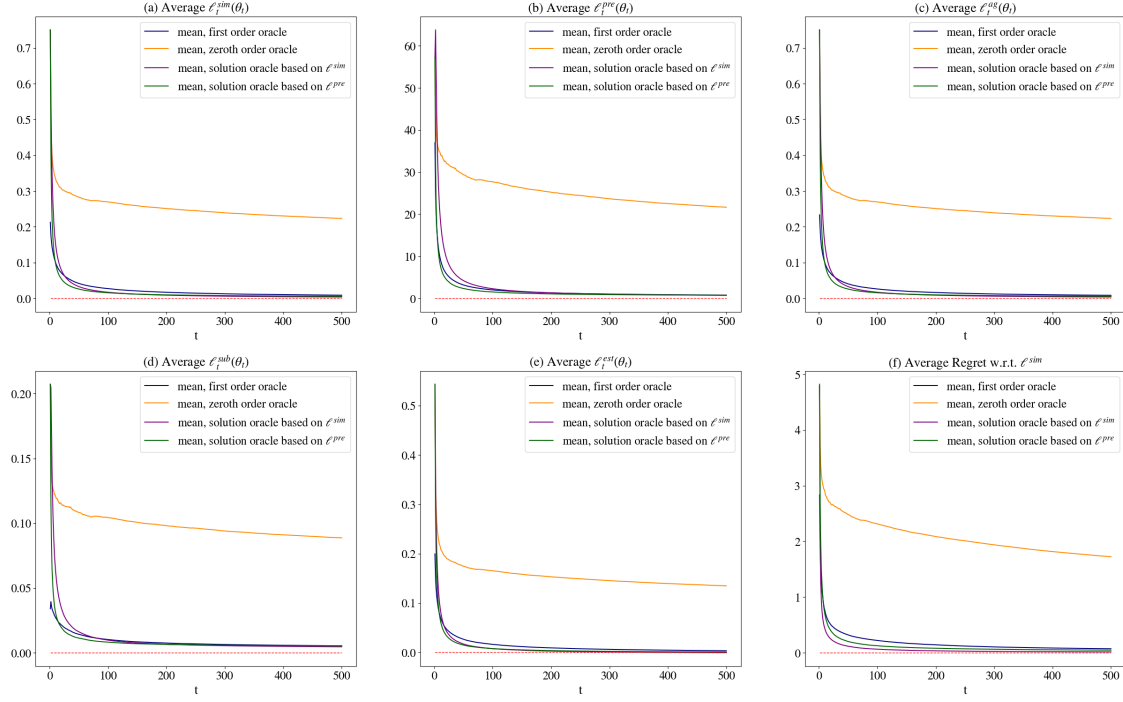 (a) Average ℓ_t^{sim}(θ_t)
mean, first order oracle
mean, zeroth order oracle
mean, solution oracle based on ℓ^{sim}
mean, solution oracle based on ℓ^{pre}
0.7
0.6
0.5
0.4
0.3
0.2
0.1
0.0
0 100 200 300 400 500
t
(b) Average ℓ_t^{pre}(θ_t)
mean, first order oracle
mean, zeroth order oracle
mean, solution oracle based on ℓ^{sim}
mean, solution oracle based on ℓ^{pre}
60
50
40
30
20
10
0
0 100 200 300 400 500
t
(c) Average ℓ_t^{ag}(θ_t)
mean, first order oracle
mean, zeroth order oracle
mean, solution oracle based on ℓ^{sim}
mean, solution oracle based on ℓ^{pre}
0.7
0.6
0.5
0.4
0.3
0.2
0.1
0.0
0 100 200 300 400 500
t
(d) Average ℓ_t^{sub}(θ_t)
mean, first order oracle
mean, zeroth order oracle
mean, solution oracle based on ℓ^{sim}
mean, solution oracle based on ℓ^{pre}
0.20
0.15
0.10
0.05
0.00
0 100 200 300 400 500
t
(e) Average ℓ_t^{est}(θ_t)
mean, first order oracle
mean, zeroth order oracle
mean, solution oracle based on ℓ^{sim}
mean, solution oracle based on ℓ^{pre}
0.5
0.4
0.3
0.2
0.1
0.0
0 100 200 300 400 500
t
(f) Average Regret w.r.t. ℓ^{sim}
mean, first order oracle
mean, zeroth order oracle
mean, solution oracle based on ℓ^{sim}
mean, solution oracle based on ℓ^{pre}
5
4
3
2
1
0
0 100 200 300 400 500
t